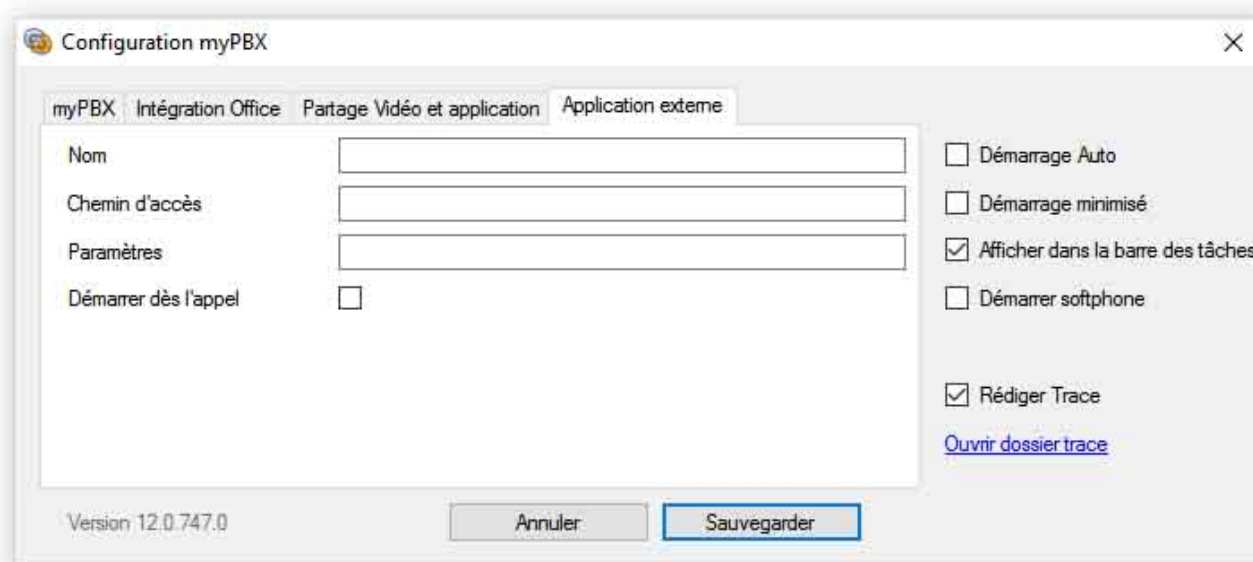 Configuration myPBX
myPBX Intégration Office Partage Vidéo et application Application externe
Nom
Démarrage Auto
Chemin d'accès
Démarrage minimisé
Paramètres
Afficher dans la barre des tâches
Démarrer dès l'appel
Démarrer softphone
Rédiger Trace
Ouvrir dossier trace
Version 12.0.747.0
Annuler
Sauvegarder